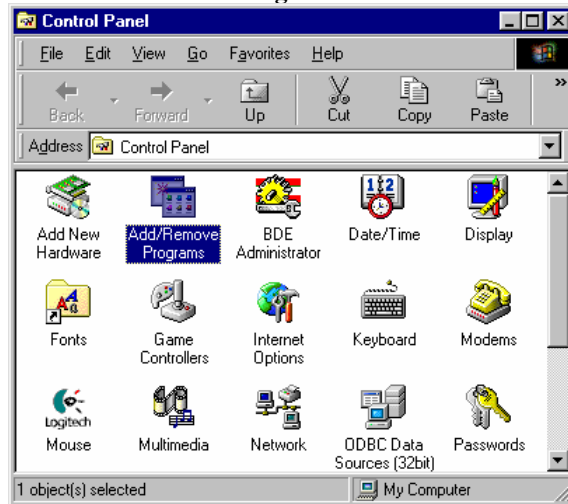 Control Panel
File Edit View Go Favorites Help
Back Forward Up Cut Copy Paste »
Address Control Panel
Add New Hardware
Add/Remove Programs
BDE Administrator
Date/Time
Display
Fonts
Game Controllers
Internet Options
Keyboard
Modems
Logitech
Mouse
Multimedia
Network
ODBC Data Sources (32bit)
Passwords
1 object(s) selected
My Computer